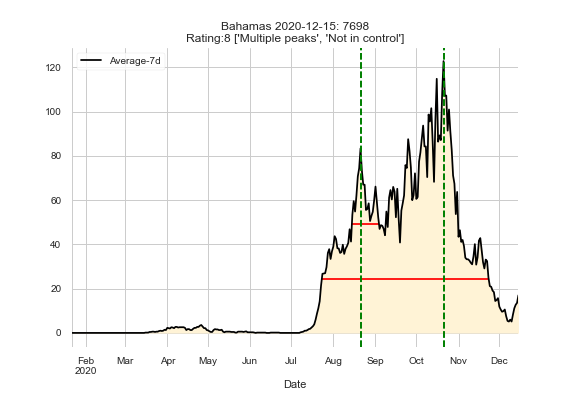 Bahamas 2020-12-15: 7698
Rating:8 ['Multiple peaks', 'Not in control']
Average-7d
120
100
80
60
40
20
0
Feb Mar Apr May Jun Jul Aug Sep Oct Nov Dec
2020
Date